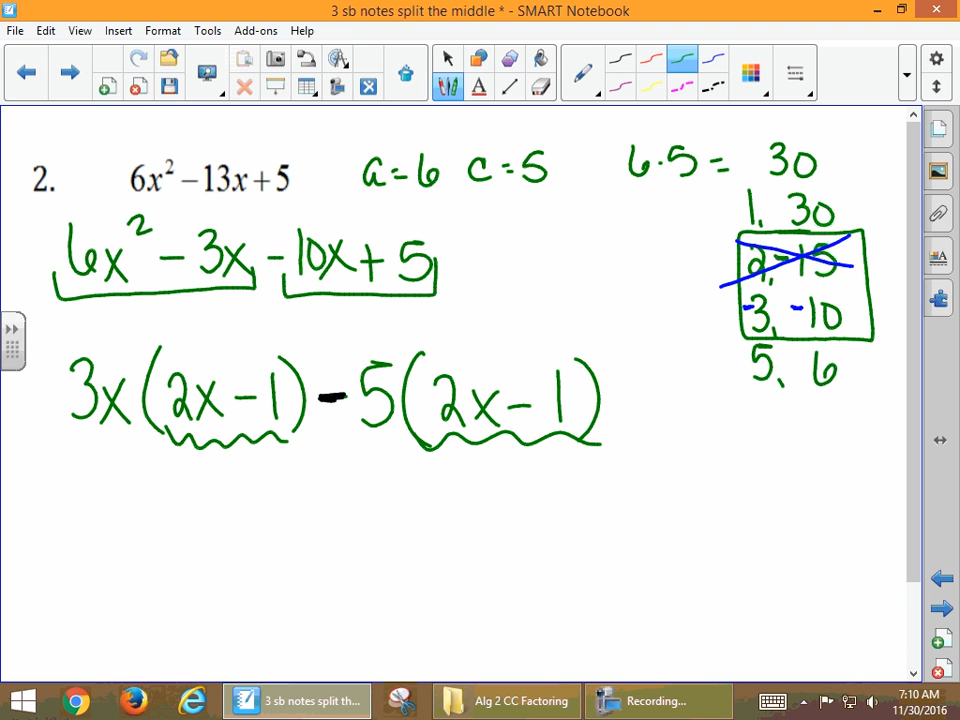 3 sb notes split the middle * - SMART Notebook
File Edit View Insert Format Tools Add-ons Help
2. 6x² – 13x + 5 a = 6 c = 5 6 · 5 = 30
1, 30
6x² – 3x – 10x + 5 2, -15
-3, -10
5, 6
3x (2x – 1) – 5 (2x – 1)
3 sb notes split th... Alg 2 CC Factoring Recording... 7:10 AM
11/30/2016